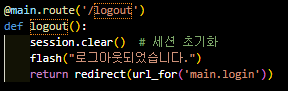 @main.route('/logout')
def logout():
    session.clear()  # 세션 초기화
    flash("로그아웃되었습니다.")
    return redirect(url_for('main.login'))